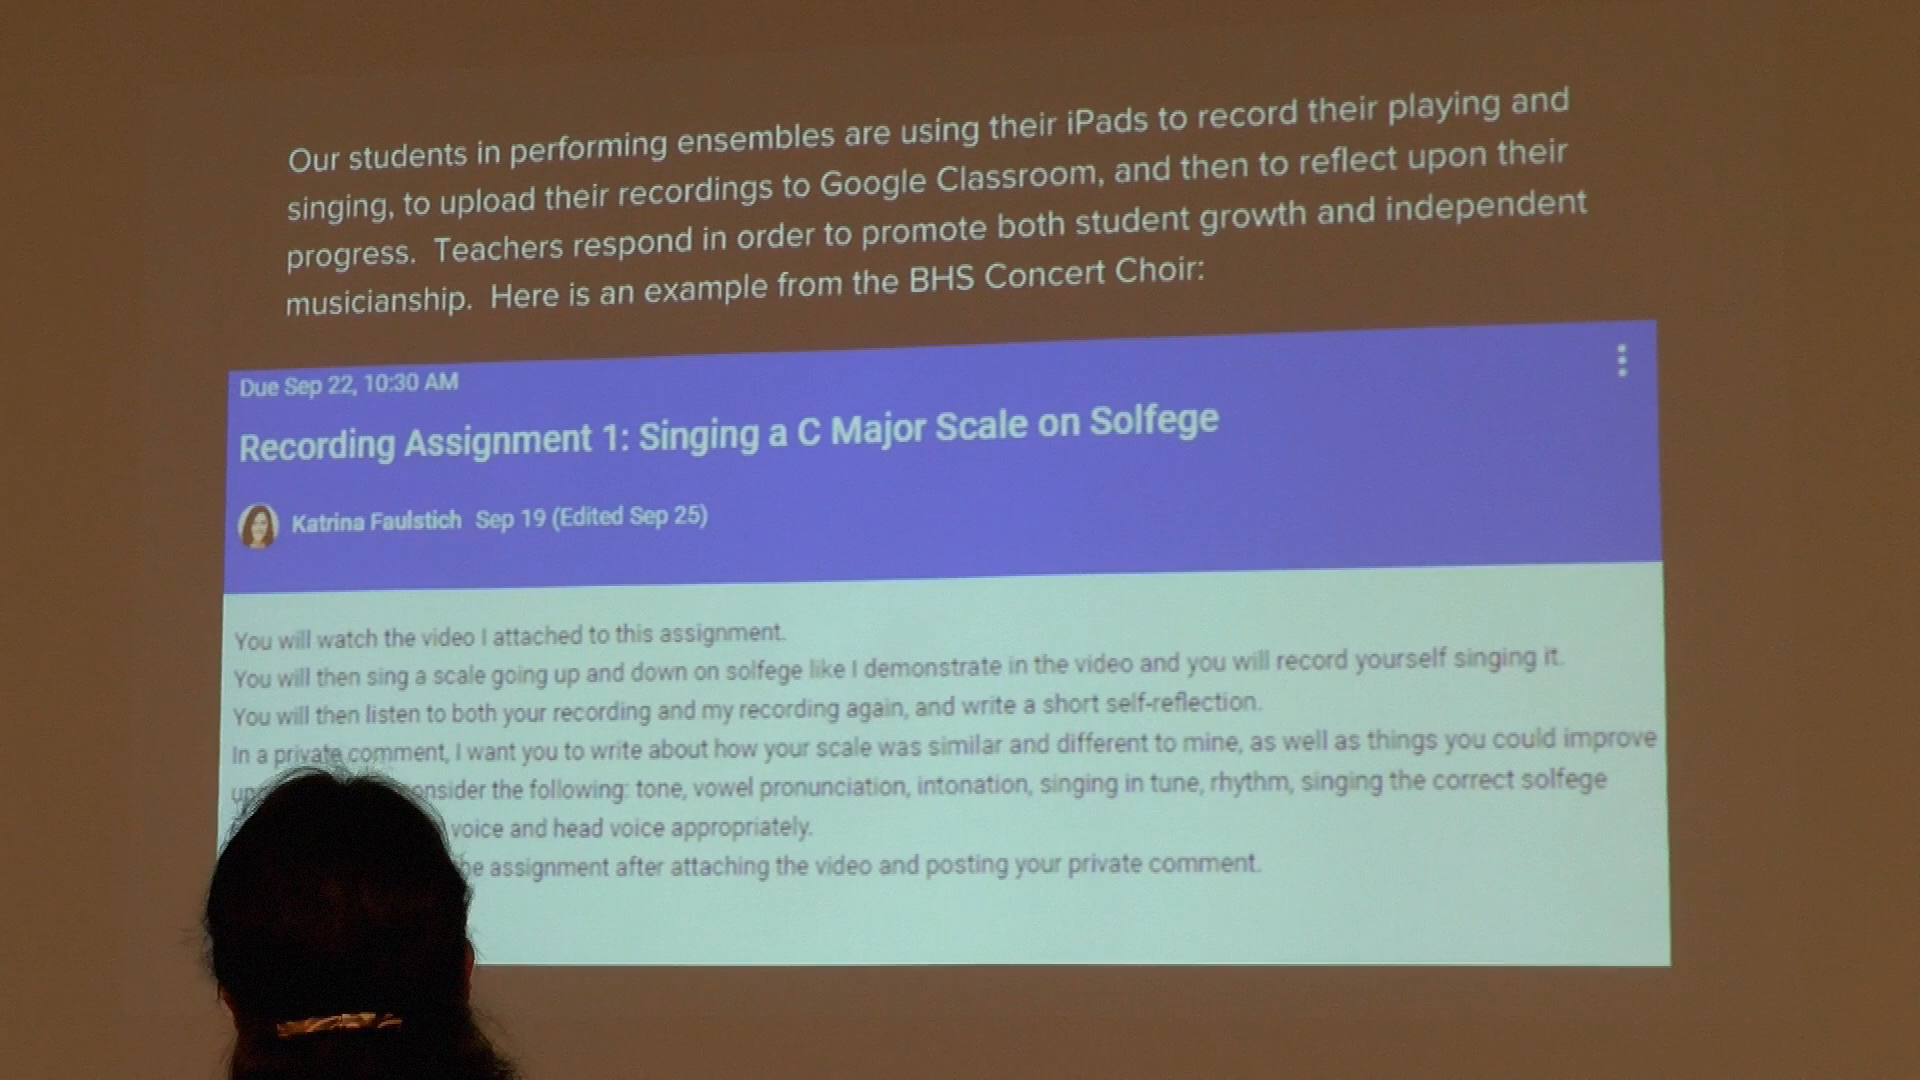 Our students in performing ensembles are using their iPads to record their playing and
singing, to upload their recordings to Google Classroom, and then to reflect upon their
progress. Teachers respond in order to promote both student growth and independent
musicianship. Here is an example from the BHS Concert Choir:
Due Sep 22, 10:30 AM
Recording Assignment 1: Singing a C Major Scale on Solfege
Katrina Faulstich Sep 19 (Edited Sep 25)
You will watch the video I attached to this assignment.
You will then sing a scale going up and down on solfege like I demonstrate in the video and you will record yourself singing it.
You will then listen to both your recording and my recording again, and write a short self-reflection.
In a private comment, I want you to write about how your scale was similar and different to mine, as well as things you could improve
the following: tone, vowel pronunciation, intonation, singing in tune, rhythm, singing the correct solfege
voice and head voice appropriately.
assignment after attaching the video and posting your private comment.